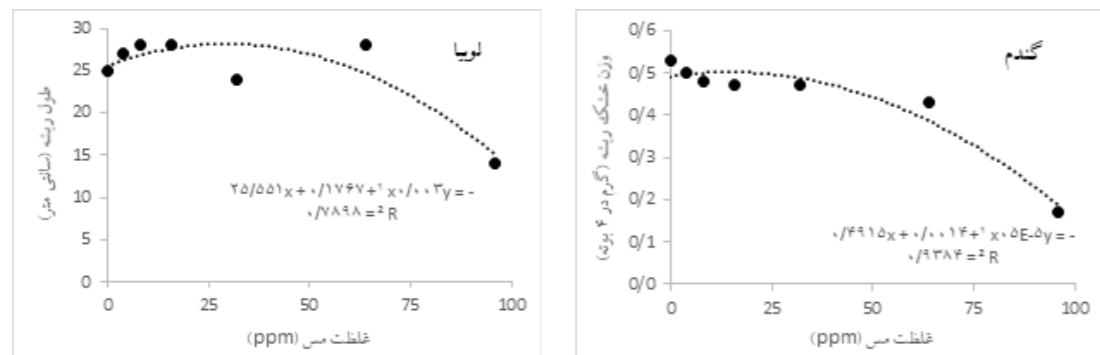 لوبیا
طول ریشه (سانتی متر)
30
25
20
15
10
5
0
۲۵/۵۵۱x + ۰/۱۷۶۷+۲ x۰/۰۰۳y = -
۰/۷۸۹۸ =² R
0 25 50 75 100
غلظت مس (ppm)
گندم
وزن خشک ریشه (گرم در ۴ بوته)
0/6
0/5
0/4
0/3
0/2
0/1
0/0
۰/۴۹۱۵x + ۰/۰۰۱۴+۲ x۰۵E-۵y = -
۰/۹۳۸۴ =² R
0 25 50 75 100
غلظت مس (ppm)